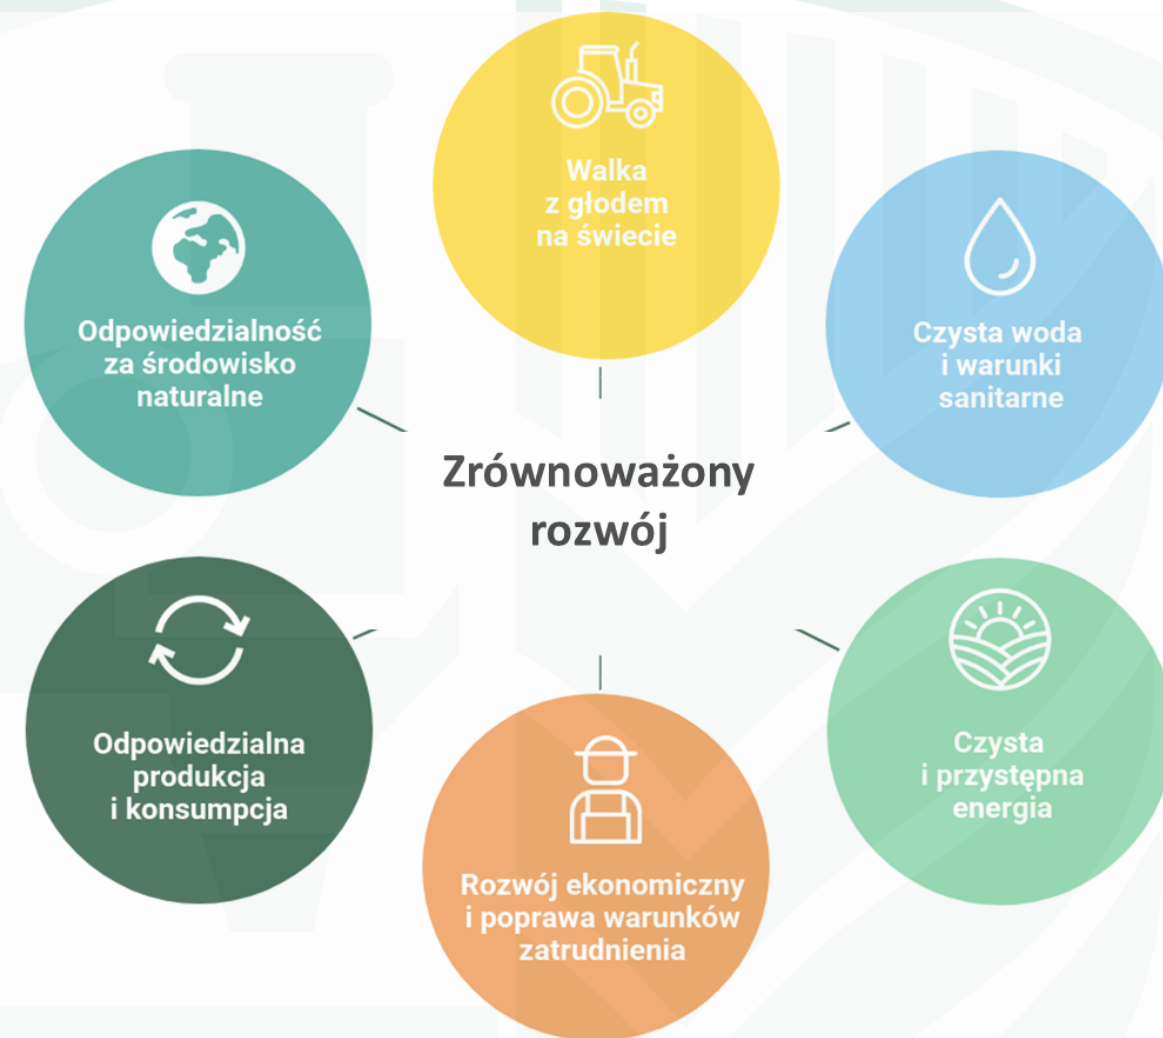 Walka
z głodem
na świecie
Odpowiedzialność
za środowisko
naturalne
Czysta woda
i warunki
sanitarne
Zrównoważony
rozwój
Odpowiedzialna
produkcja
i konsumpcja
Czysta
i przystępna
energia
Rozwój ekonomiczny
i poprawa warunków
zatrudnienia